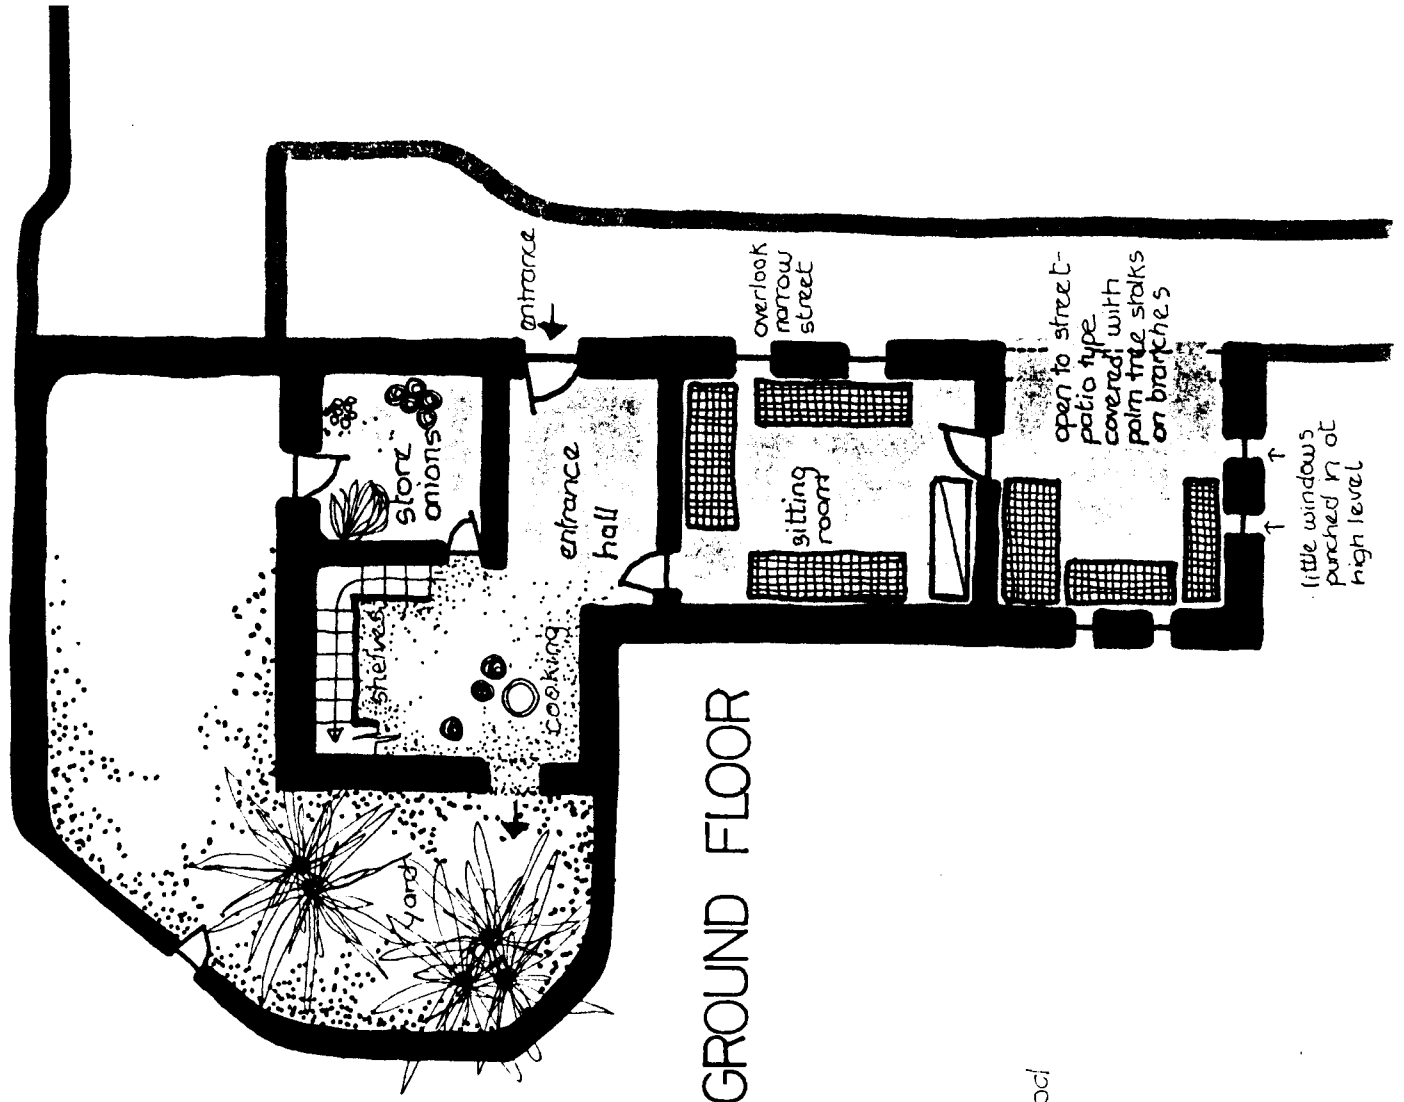 entrance
overlook
narrow
street
open to street-
patio type
covered with
palm tree stalks
on branches
little windows
punched in at
high level
store
onions
entrance
hall
sitting
room
shelves
cooking
yard
GROUND FLOOR